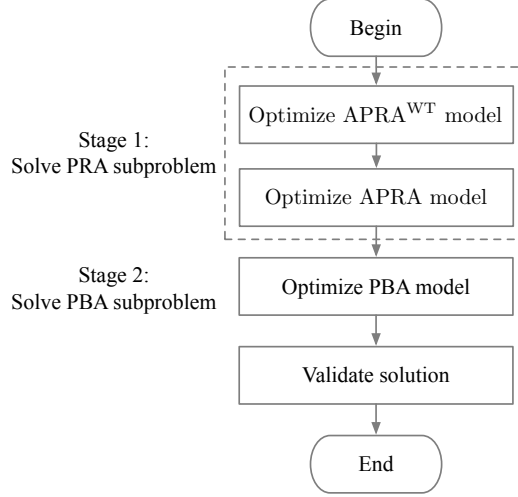 Begin
Stage 1:
Solve PRA subproblem
Optimize APRA^WT model
Optimize APRA model
Stage 2:
Solve PBA subproblem
Optimize PBA model
Validate solution
End